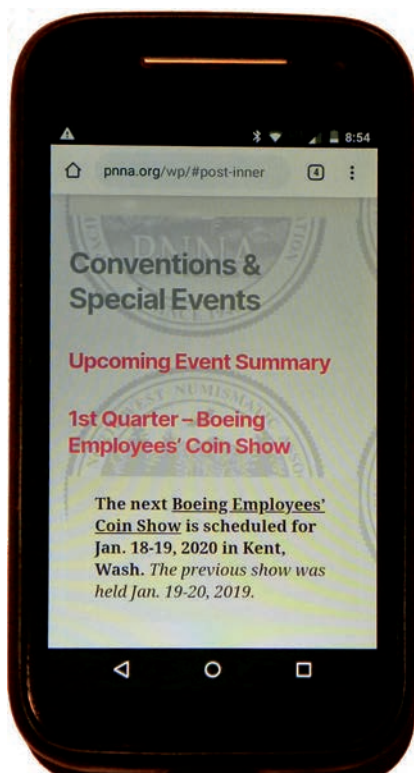 8:54
pnna.org/wp/#post-inner
4
PNNA
Conventions &
Special Events
Upcoming Event Summary
NUMISMATIC
1st Quarter – Boeing
Employees' Coin Show
The next Boeing Employees'
Coin Show is scheduled for
Jan. 18-19, 2020 in Kent,
Wash. The previous show was
held Jan. 19-20, 2019.